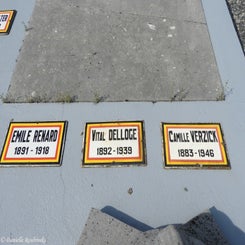 EMILE RENARD
1891 - 1918
VITAL DELLOGE
1892 - 1939
CAMILLE VERZICK
1883 - 1946